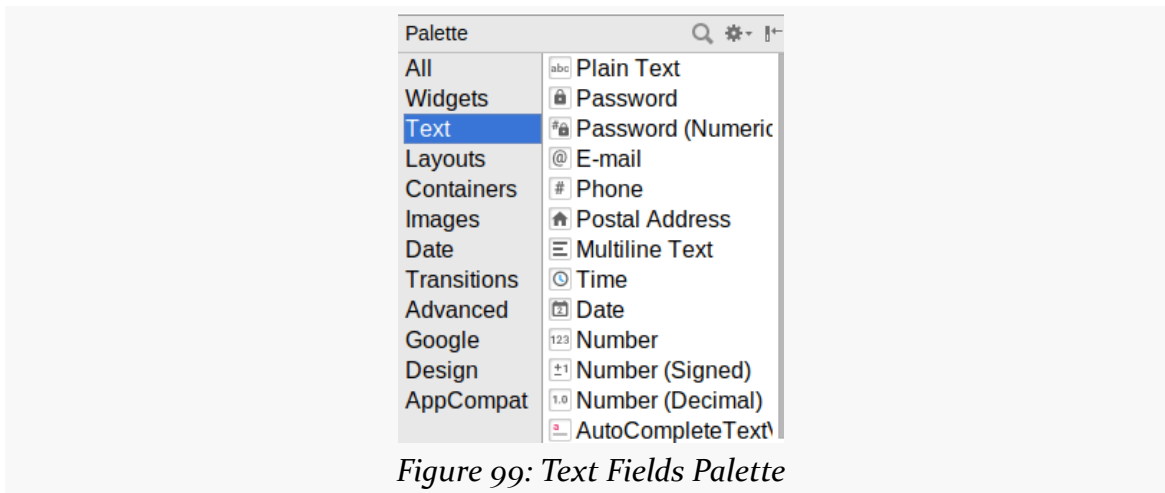 Palette
All
Widgets
Text
Layouts
Containers
Images
Date
Transitions
Advanced
Google
Design
AppCompat
abc Plain Text
Password
# Password (Numeric
@ E-mail
# Phone
Postal Address
Multiline Text
Time
2 Date
123 Number
±1 Number (Signed)
1.0 Number (Decimal)
a AutoCompleteText
Figure 99: Text Fields Palette